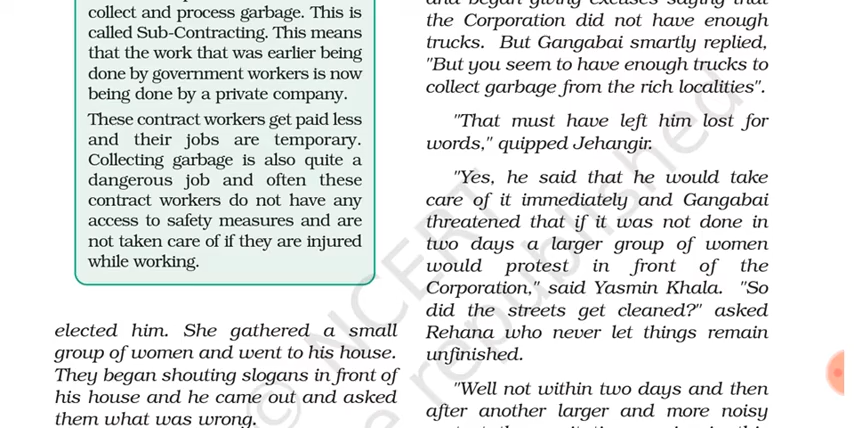 collect and process garbage. This is
called Sub-Contracting. This means
that the work that was earlier being
done by government workers is now
being done by a private company.
These contract workers get paid less
and their jobs are temporary.
Collecting garbage is also quite a
dangerous job and often these
contract workers do not have any
access to safety measures and are
not taken care of if they are injured
while working.
elected him. She gathered a small
group of women and went to his house.
They began shouting slogans in front of
his house and he came out and asked
them what was wrong.
and began giving excuses saying that
the Corporation did not have enough
trucks. But Gangabai smartly replied,
"But you seem to have enough trucks to
collect garbage from the rich localities".
"That must have left him lost for
words," quipped Jehangir.
"Yes, he said that he would take
care of it immediately and Gangabai
threatened that if it was not done in
two days a larger group of women
would protest in front of the
Corporation," said Yasmin Khala. "So
did the streets get cleaned?" asked
Rehana who never let things remain
unfinished.
"Well not within two days and then
after another larger and more noisy
© NCERT
be republished